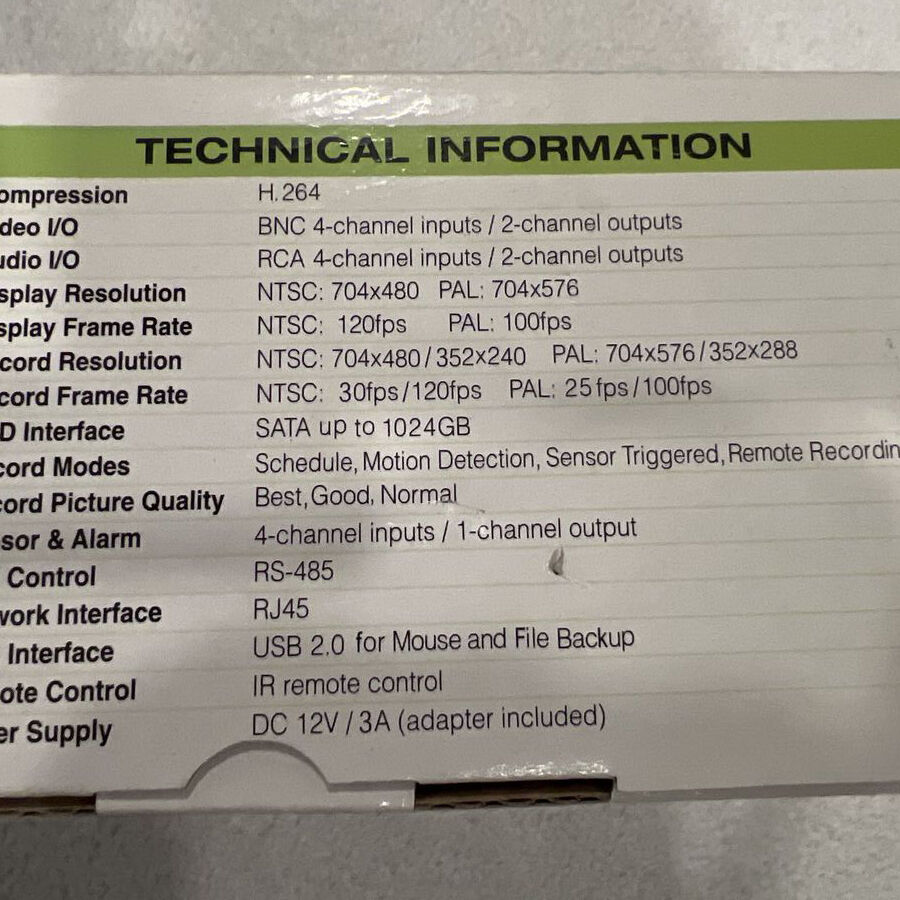 TECHNICAL INFORMATION
ompression H.264
deo I/O BNC 4-channel inputs / 2-channel outputs
udio I/O RCA 4-channel inputs / 2-channel outputs
splay Resolution NTSC: 704x480 PAL: 704x576
splay Frame Rate NTSC: 120fps PAL: 100fps
cord Resolution NTSC: 704x480/352x240 PAL: 704x576/352x288
cord Frame Rate NTSC: 30fps/120fps PAL: 25fps/100fps
D Interface SATA up to 1024GB
cord Modes Schedule, Motion Detection, Sensor Triggered, Remote Recordin
cord Picture Quality Best, Good, Normal
sor & Alarm 4-channel inputs / 1-channel output
Control RS-485
work Interface RJ45
Interface USB 2.0 for Mouse and File Backup
ote Control IR remote control
er Supply DC 12V / 3A (adapter included)